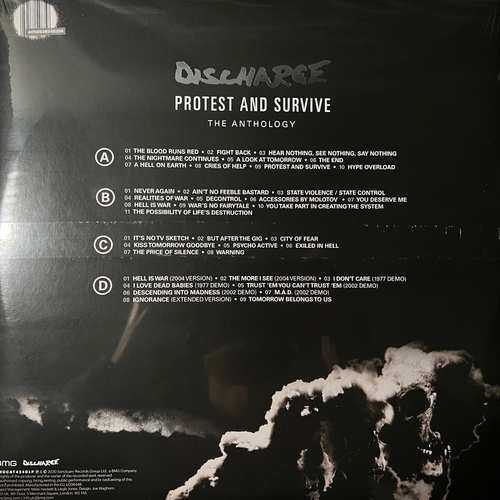 DISCHARGE
PROTEST AND SURVIVE
THE ANTHOLOGY
A
01 THE BLOOD RUNS RED • 02 FIGHT BACK • 03 HEAR NOTHING, SEE NOTHING, SAY NOTHING
04 THE NIGHTMARE CONTINUES • 05 A LOOK AT TOMORROW • 06 THE END
07 A HELL ON EARTH • 08 CRIES OF HELP • 09 PROTEST AND SURVIVE • 10 HYPE OVERLOAD
B
01 NEVER AGAIN • 02 AIN'T NO FEEBLE BASTARD • 03 STATE VIOLENCE / STATE CONTROL
04 REALITIES OF WAR • 05 DECONTROL • 06 ACCESSORIES BY MOLOTOV • 07 YOU DESERVE ME
08 HELL IS WAR • 09 WAR'S NO FAIRYTALE • 10 YOU TAKE PART IN CREATING THE SYSTEM
11 THE POSSIBILITY OF LIFE'S DESTRUCTION
C
01 IT'S NO TV SKETCH • 02 BUT AFTER THE GIG • 03 CITY OF FEAR
04 KISS TOMORROW GOODBYE • 05 PSYCHO ACTIVE • 06 EXILED IN HELL
07 THE PRICE OF SILENCE • 08 WARNING
D
01 HELL IS WAR (2004 VERSION) • 02 THE MORE I SEE (2004 VERSION) • 03 I DON'T CARE (1977 DEMO)
04 I LOVE DEAD BABIES (1977 DEMO) • 05 TRUST 'EM YOU CAN'T TRUST 'EM (2002 DEMO)
06 DESCENDING INTO MADNESS (2002 DEMO) • 07 M.A.D. (2002 DEMO)
08 IGNORANCE (EXTENDED VERSION) • 09 TOMORROW BELONGS TO US
BMG DISCHARGE